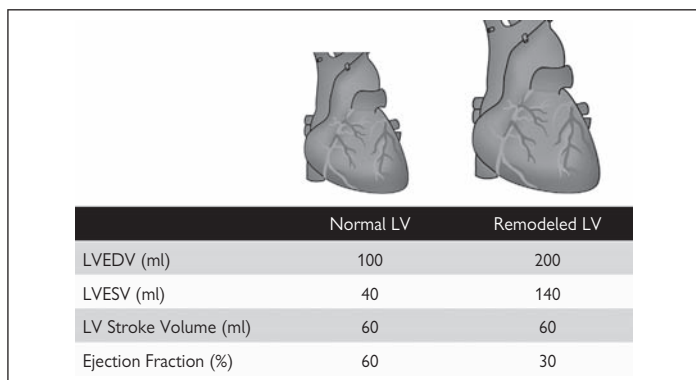 Normal LV Remodeled LV
LVEDV (ml) 100 200
LVESV (ml) 40 140
LV Stroke Volume (ml) 60 60
Ejection Fraction (%) 60 30